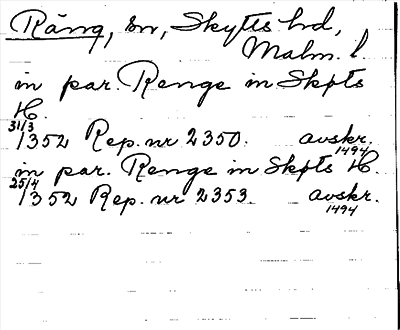 Räng, sn, Skytts hd,
Malm. l.
in par. Renge in Skpts
H.
31/3
1352 Rep. nr 2350. avskr.
1494
in par. Renge in Skpts H.
25/4
1352 Rep. nr 2353. avskr.
1494